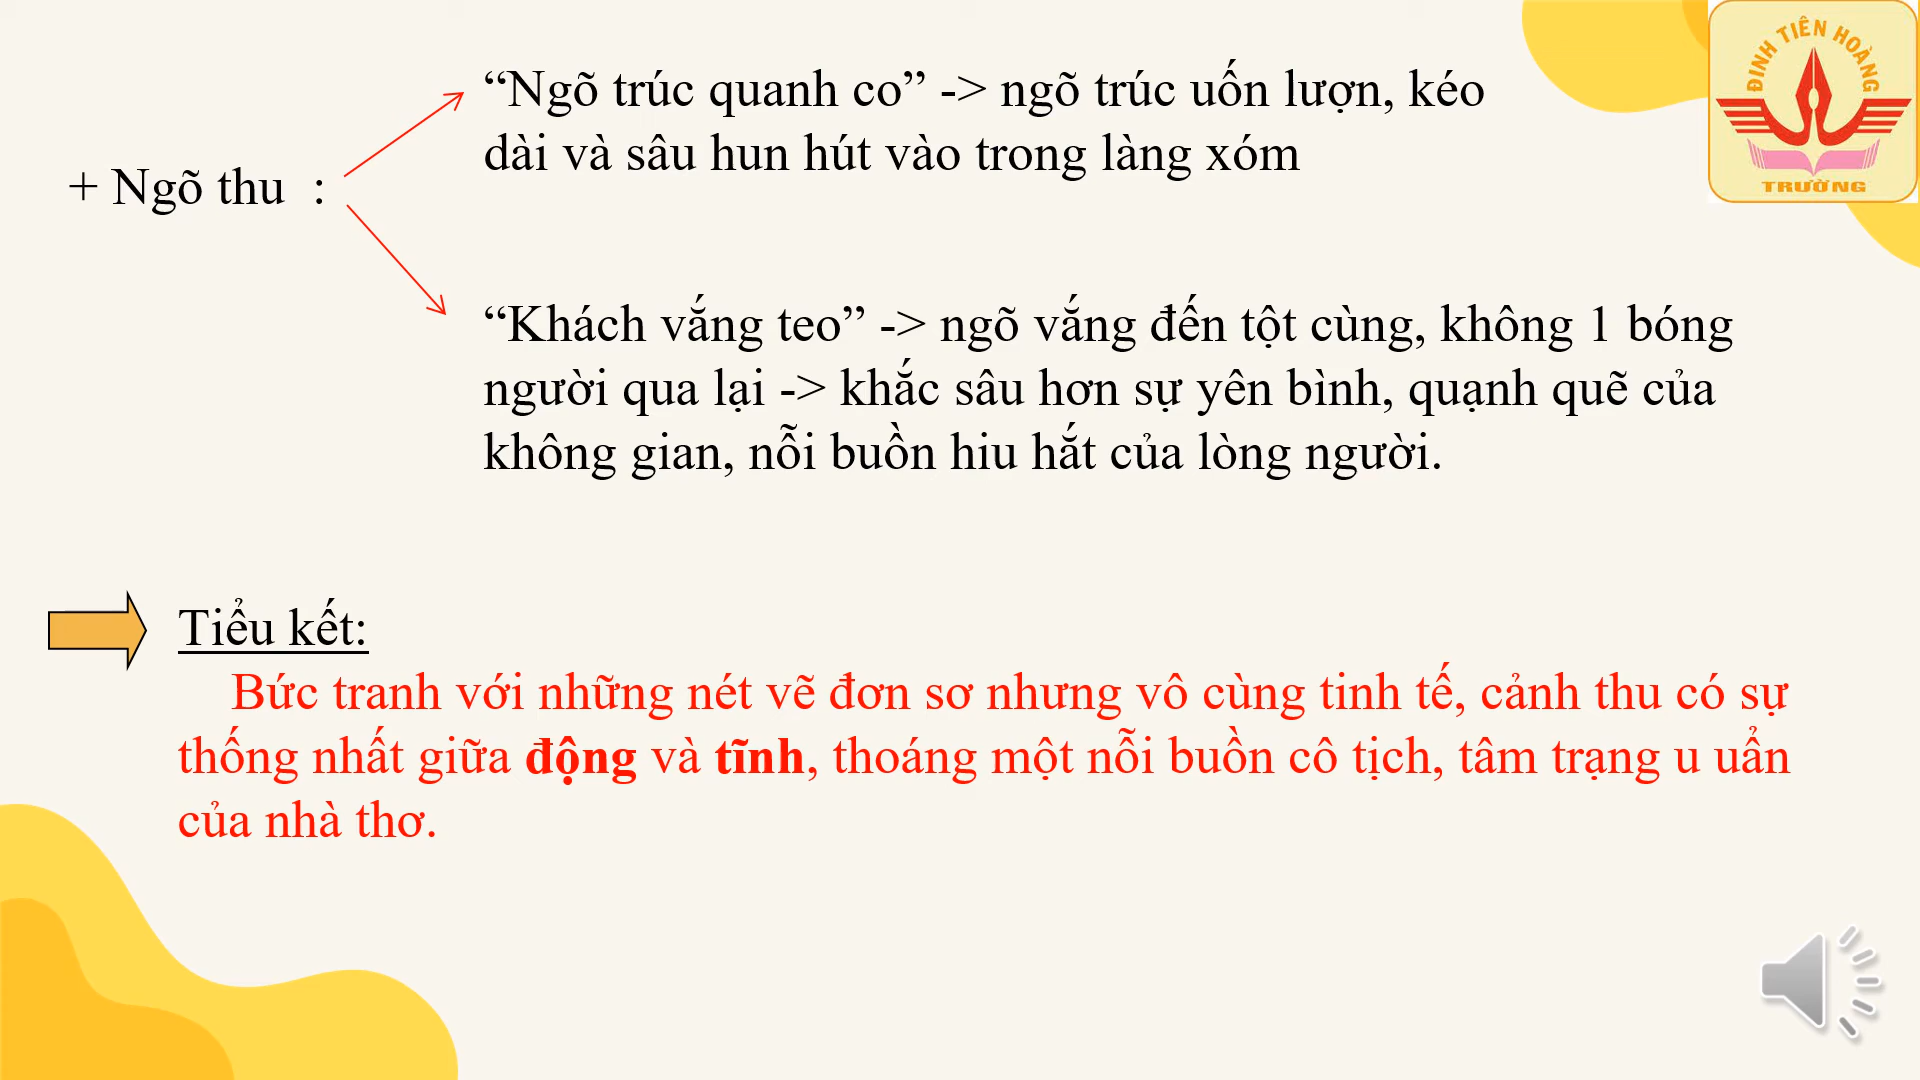 ĐINH TIÊN HOÀNG
TRƯỜNG
“Ngõ trúc quanh co” -> ngõ trúc uốn lượn, kéo
dài và sâu hun hút vào trong làng xóm
+ Ngõ thu :
“Khách vắng teo” -> ngõ vắng đến tột cùng, không 1 bóng
người qua lại -> khắc sâu hơn sự yên bình, quạnh quẽ của
không gian, nỗi buồn hiu hắt của lòng người.
Tiểu kết:
Bức tranh với những nét vẽ đơn sơ nhưng vô cùng tinh tế, cảnh thu có sự
thống nhất giữa động và tĩnh, thoáng một nỗi buồn cô tịch, tâm trạng u uẩn
của nhà thơ.